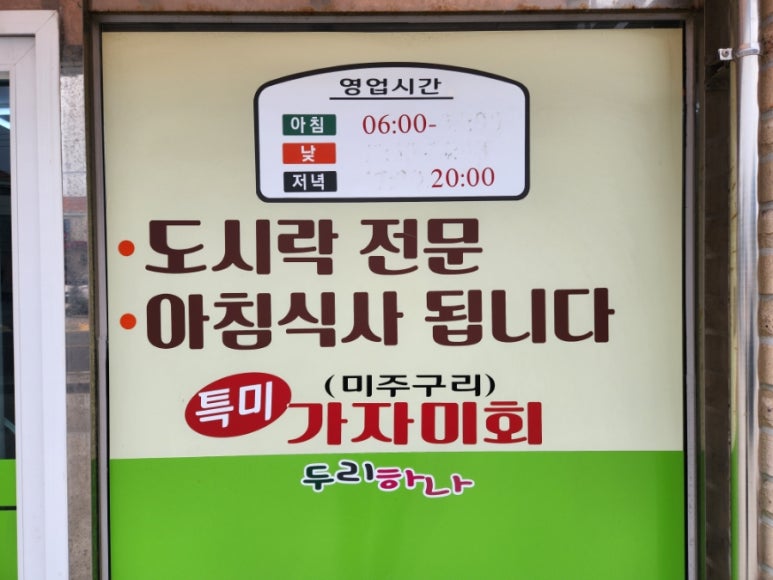 영업시간
아침 06:00-
낮
저녁 20:00
·도시락 전문
·아침식사 됩니다
특미 (미주구리)
가자미회
두리하나